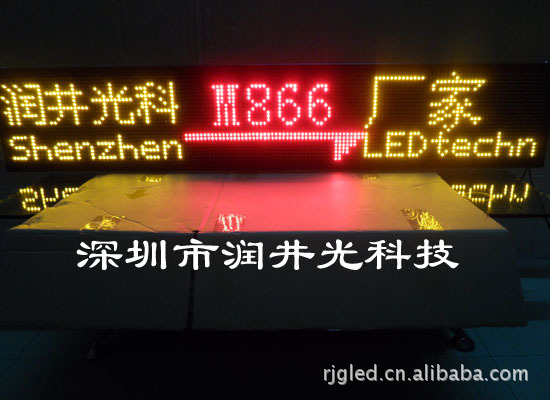 润井光科 M866 厂家
Shenzhen LEDtechn
深圳市润井光科技
rjgled.cn.alibaba.com